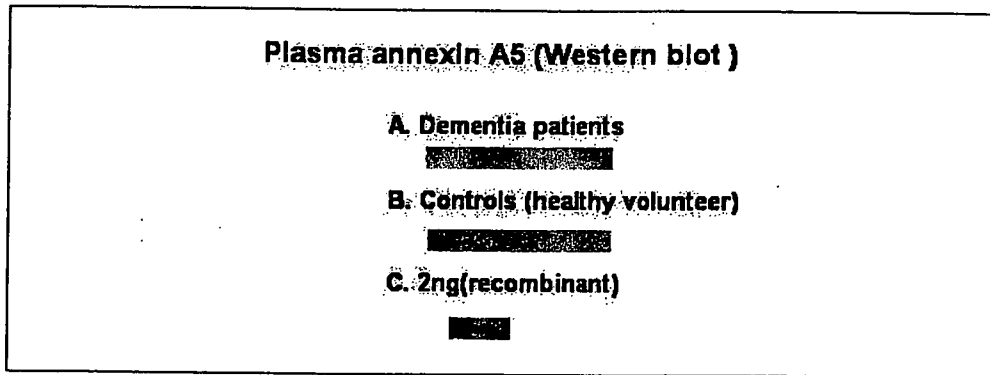 Plasma annexin A5 (Western blot )
A. Dementia patients
B. Controls (healthy volunteer)
C. 2ng(recombinant)